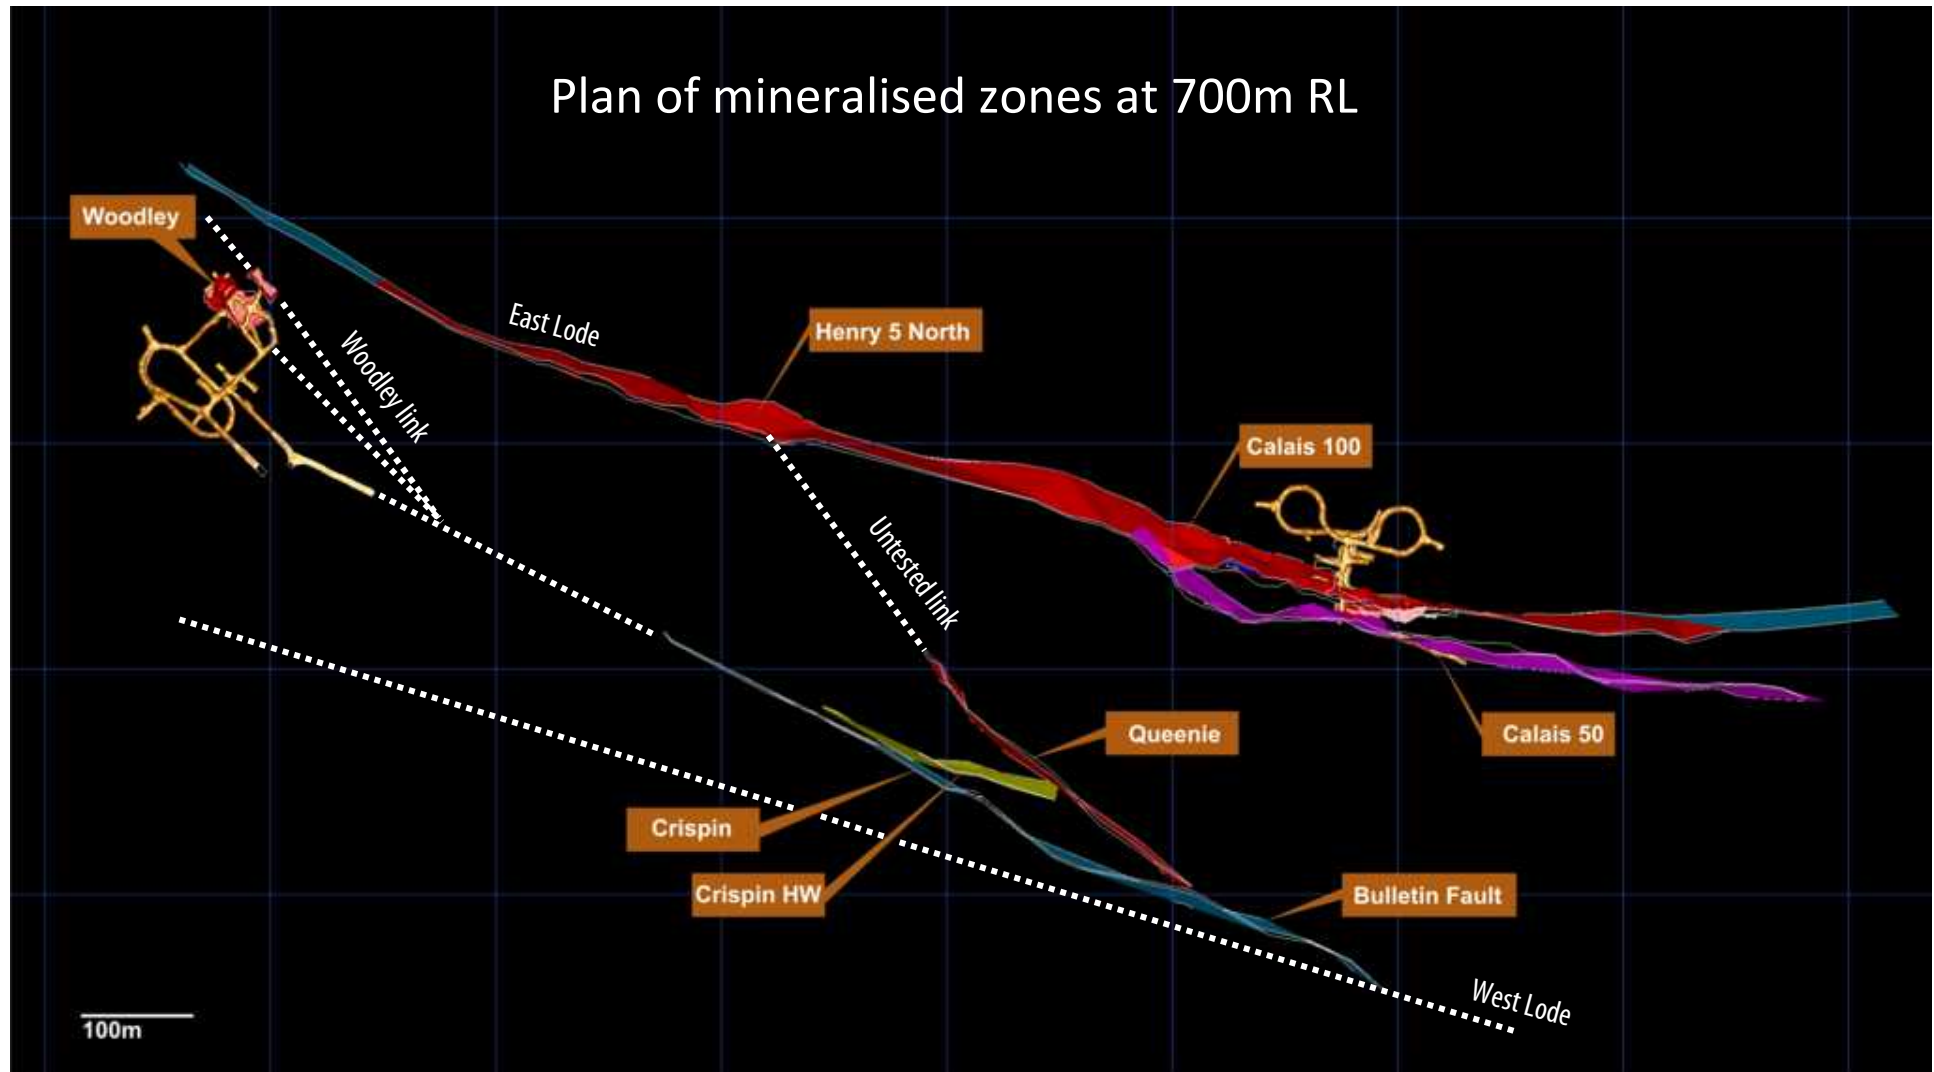 Plan of mineralised zones at 700m RL
Woodley
East Lode
Henry 5 North
Woodley link
Calais 100
Untested link
Queenie
Calais 50
Crispin
Crispin HW
Bulletin Fault
West Lode
100m